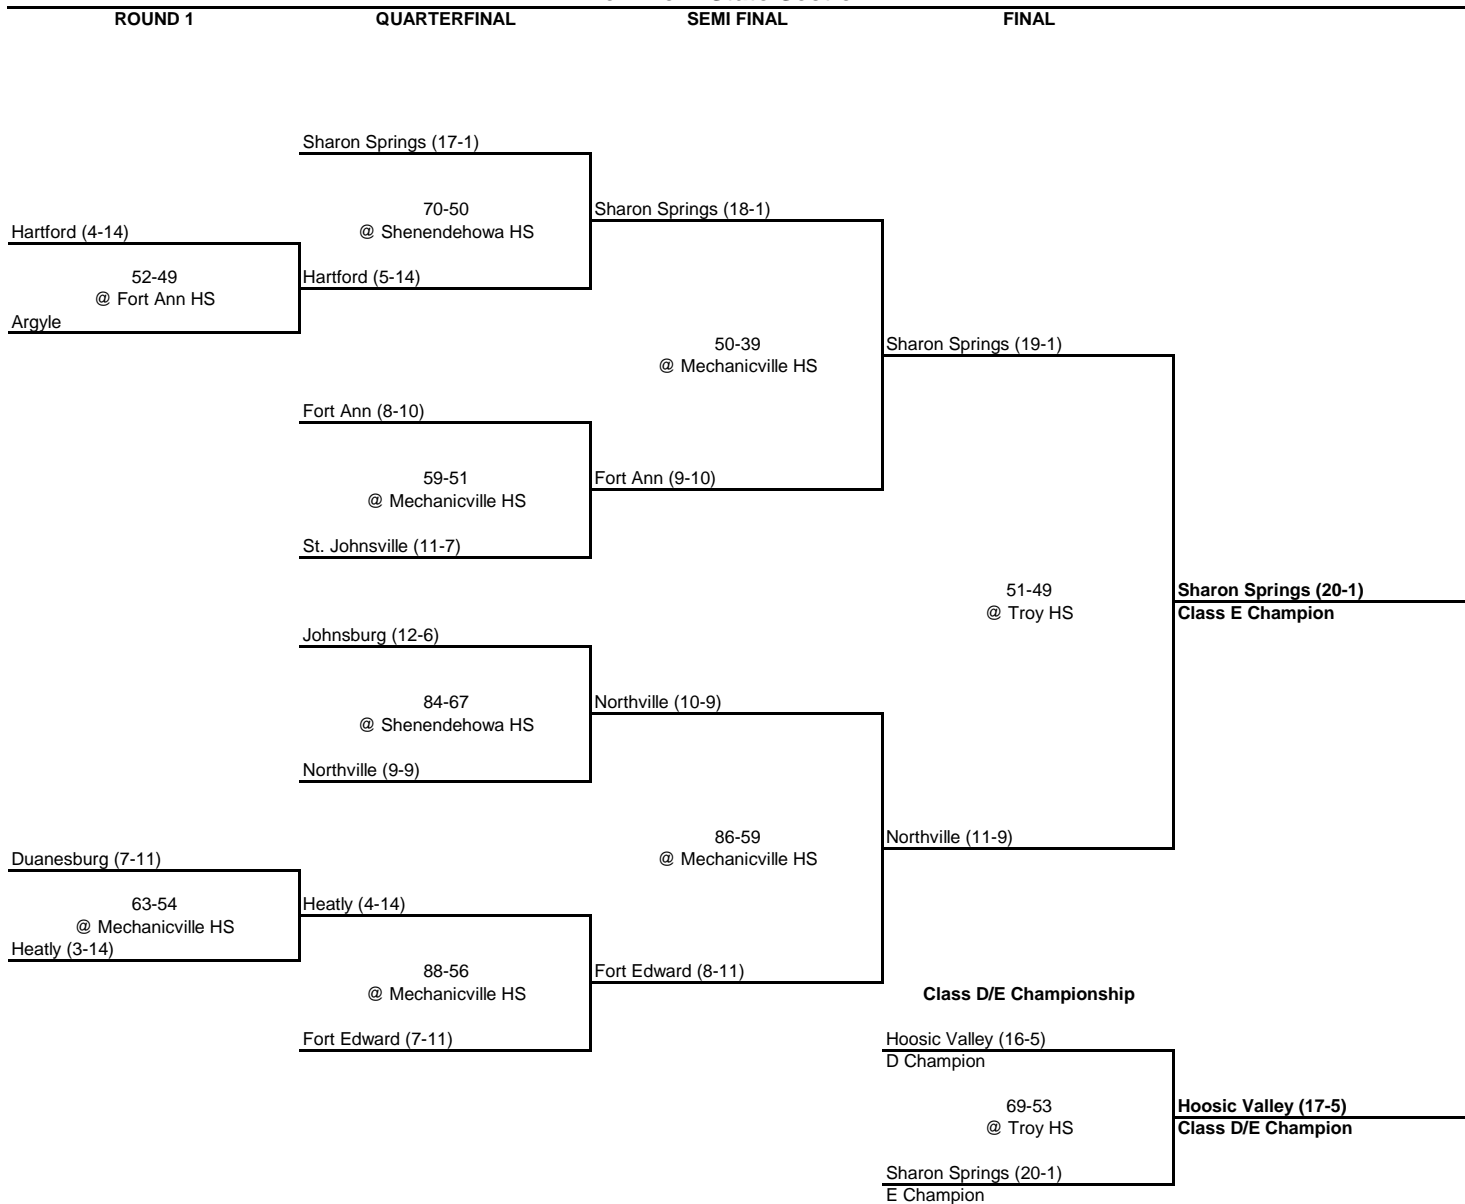 ROUND 1 QUARTERFINAL SEMI FINAL FINAL
Sharon Springs (17-1)
70-50
@ Shenendehowa HS
Sharon Springs (18-1)
Hartford (4-14)
52-49
@ Fort Ann HS
Hartford (5-14)
Argyle
50-39
@ Mechanicville HS
Sharon Springs (19-1)
Fort Ann (8-10)
59-51
@ Mechanicville HS
Fort Ann (9-10)
St. Johnsville (11-7)
51-49
@ Troy HS
Sharon Springs (20-1)
Class E Champion
Johnsburg (12-6)
84-67
@ Shenendehowa HS
Northville (10-9)
Northville (9-9)
86-59
@ Mechanicville HS
Northville (11-9)
Duanesburg (7-11)
63-54
@ Mechanicville HS
Heatly (4-14)
Heatly (3-14)
88-56
@ Mechanicville HS
Fort Edward (8-11)
Fort Edward (7-11)
Class D/E Championship
Hoosic Valley (16-5)
D Champion
69-53
@ Troy HS
Hoosic Valley (17-5)
Class D/E Champion
Sharon Springs (20-1)
E Champion